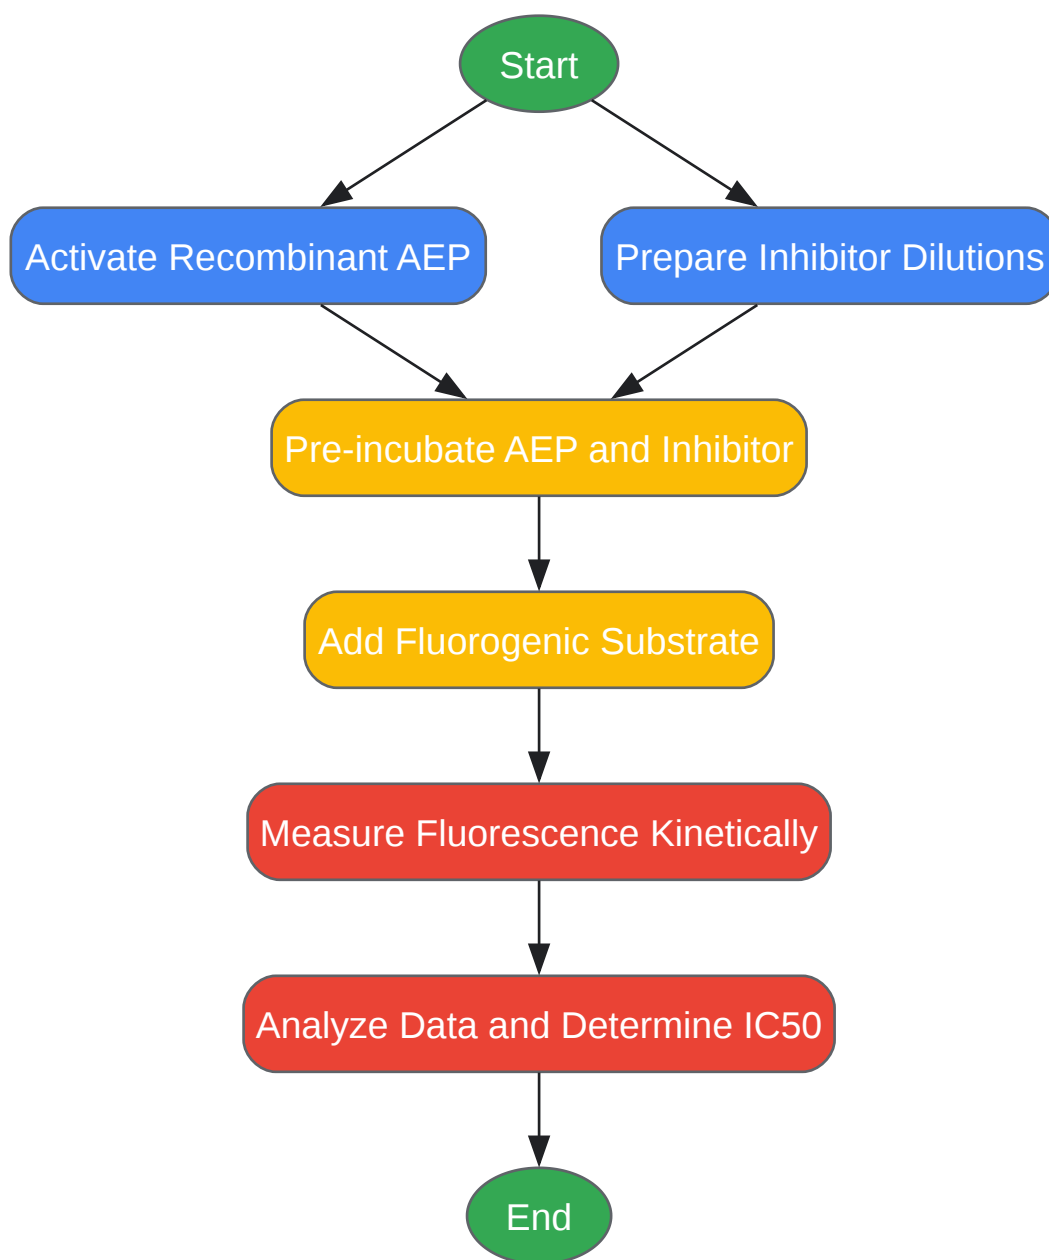 Start
Activate Recombinant AEP
Prepare Inhibitor Dilutions
Pre-incubate AEP and Inhibitor
Add Fluorogenic Substrate
Measure Fluorescence Kinetically
Analyze Data and Determine IC50
End